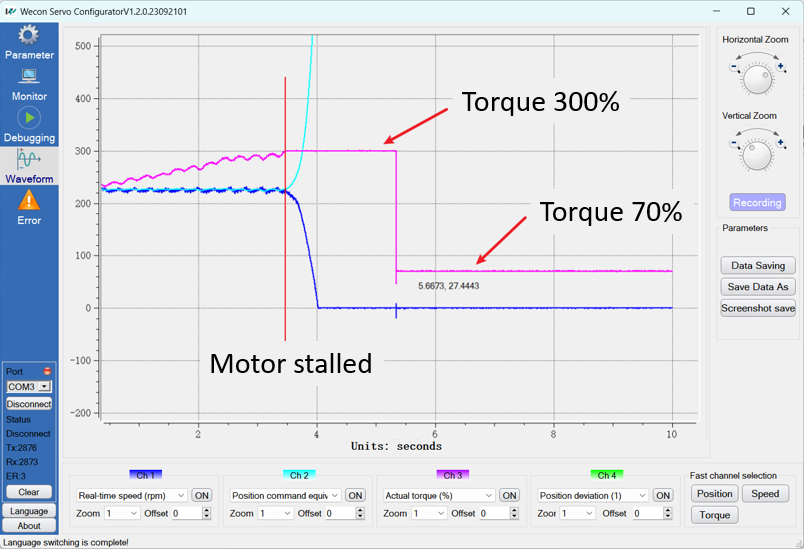 Wecon Servo ConfiguratorV1.2.0.23092101
Parameter
Monitor
Debugging
Waveform
Error
Port
COM3
Disconnect
Status
Disconnect
Tx:2876
Rx:2873
ER:3
Clear
Language
About
500
400
300
200
100
0
-100
-200
Torque 300%
Torque 70%
5.6673, 27.4443
Motor stalled
2 4 6 8 10
Units: seconds
Horizontal Zoom
- +
Vertical Zoom
- +
Recording
Parameters
Data Saving
Save Data As
Screenshot save
Ch 1 Ch 2 Ch 3 Ch 4
Real-time speed (rpm) ON Position command equiv ON Actual torque (%) ON Position deviation (1) ON
Zoom 1 Offset 0 Zoom 1 Offset 0 Zoom 1 Offset 0 Zoom 1 Offset 0
Fast channel selection
Position Speed
Torque
Language switching is complete!